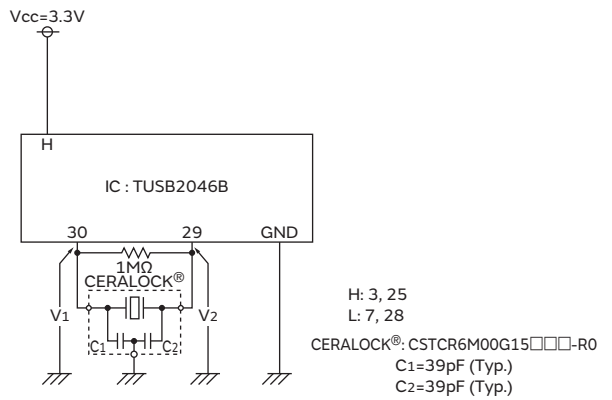 Vcc=3.3V
H
IC : TUSB2046B
30
29
GND
1MΩ
CERALOCK®
V1
V2
C1
C2
H: 3, 25
L: 7, 28
CERALOCK®: CSTCR6M00G15□□□-R0
C1=39pF (Typ.)
C2=39pF (Typ.)